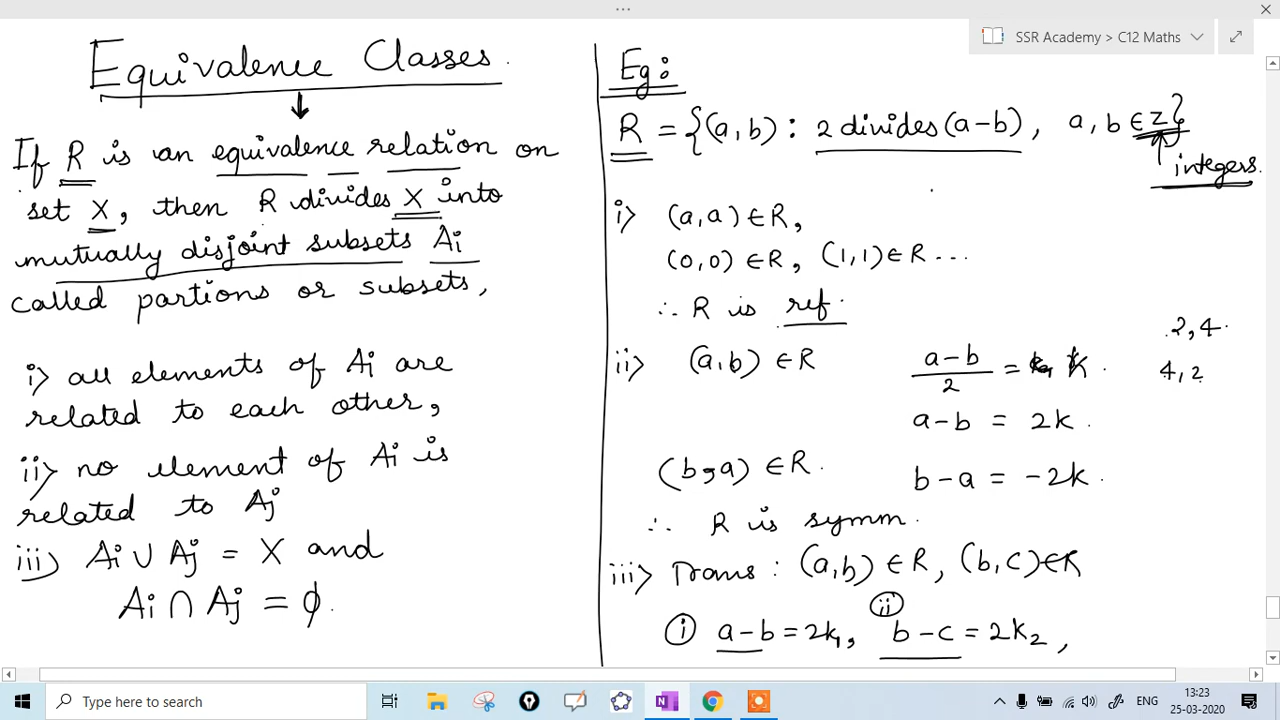 SSR Academy > C12 Maths
Equivalence Classes
If R is an equivalence relation on
set X, then R divides X into
mutually disjoint subsets Ai
called partions or subsets,
i) all elements of Ai are
related to each other,
ii) no element of Ai is
related to Aj
iii) Ai ∪ Aj = X and
Ai ∩ Aj = ϕ.
Eg:
R = {(a,b) : 2 divides (a-b), a, b ∈ Z}
integers.
i) (a,a) ∈ R,
(0,0) ∈ R, (1,1) ∈ R ...
∴ R is ref.
ii) (a,b) ∈ R
a-b/2 = k.
2,4.
4,2
a-b = 2k.
(b,a) ∈ R.
b-a = -2k.
∴ R is symm.
iii) Trans : (a,b) ∈ R, (b,c) ∈ R
(i) a-b = 2k₁, (ii) b-c = 2k₂,
Type here to search
13:23
25-03-2020